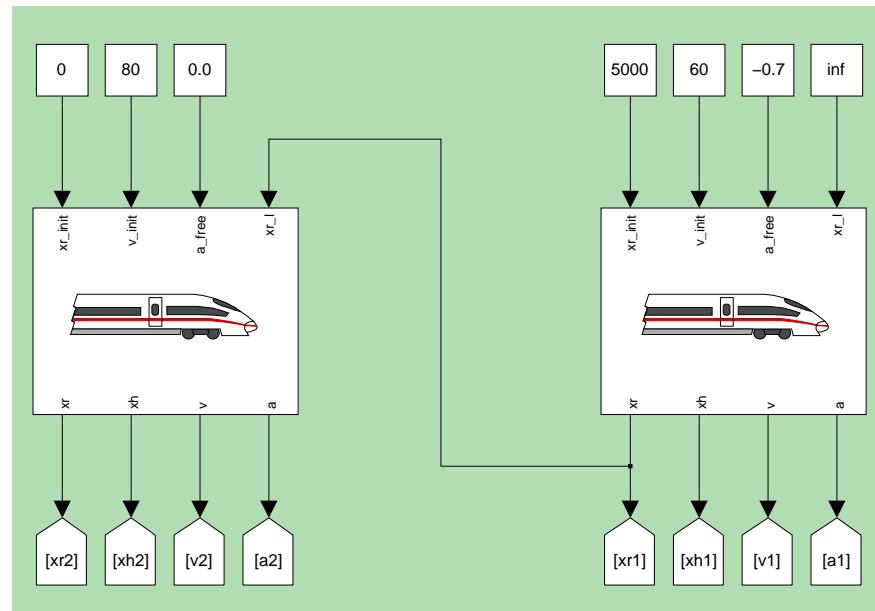 0 80 0.0 5000 60 −0.7 inf
xr_init v_init a_free xr_l xr_init v_init a_free xr_l
xr xh v a xr xh v a
[xr2] [xh2] [v2] [a2] [xr1] [xh1] [v1] [a1]